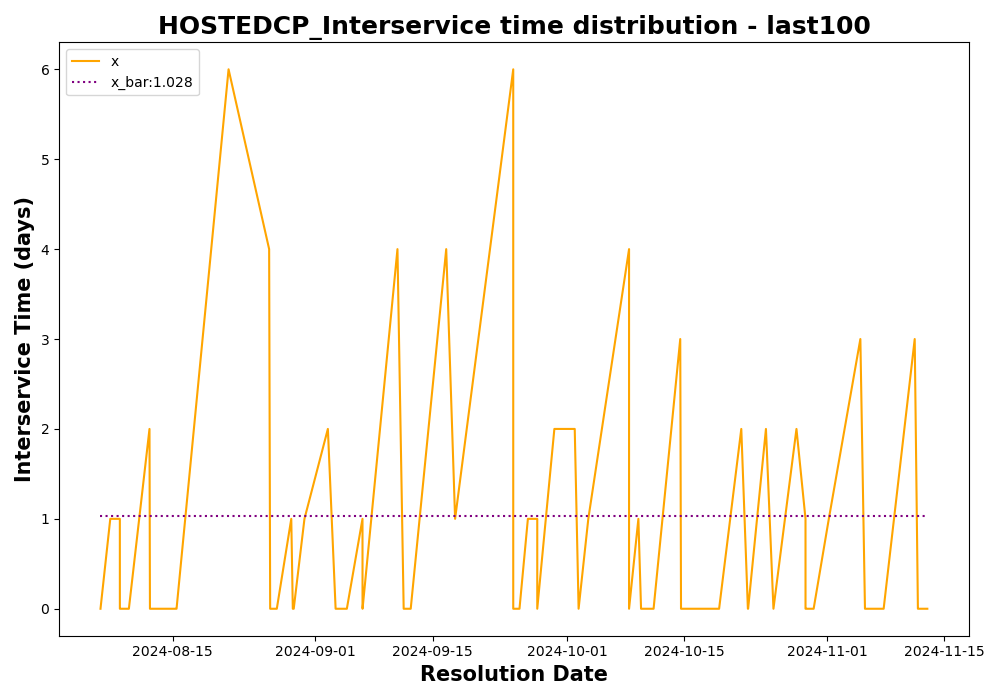 HOSTEDCP_Interservice time distribution - last100
x
x_bar:1.028
Interservice Time (days)
6
5
4
3
2
1
0
2024-08-15
2024-09-01
2024-09-15
2024-10-01
2024-10-15
2024-11-01
2024-11-15
Resolution Date